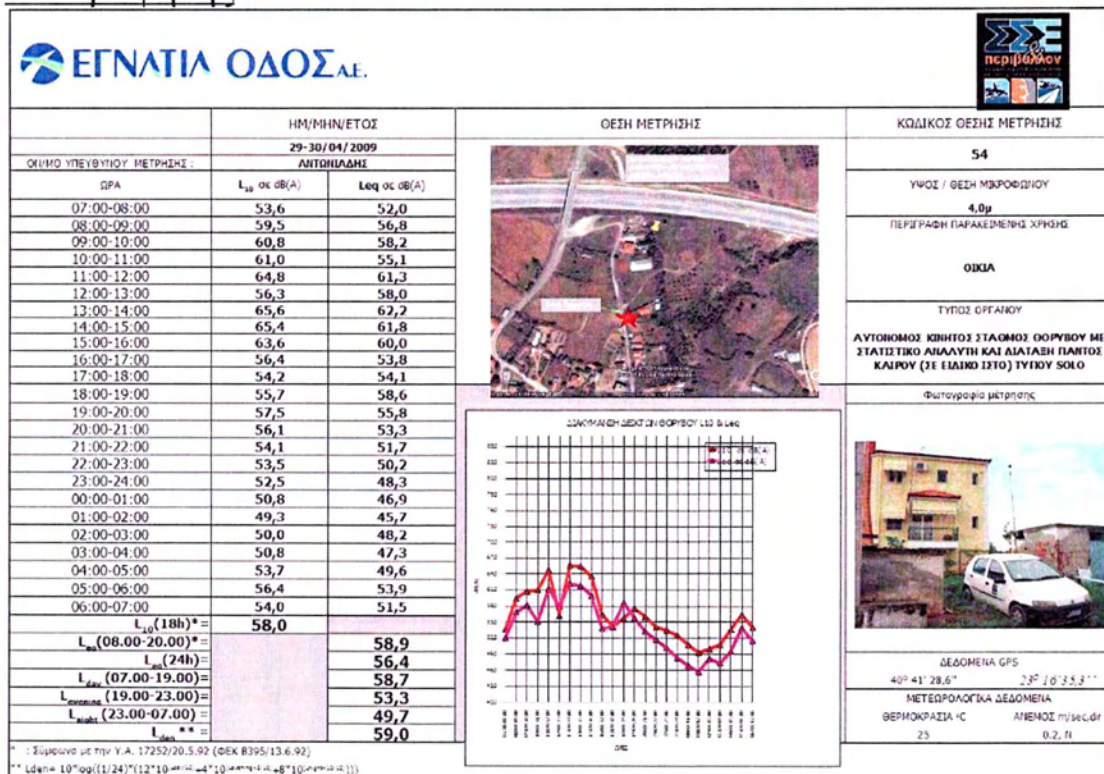 ΕΓΝΑΤΙΑ ΟΔΟΣ Α.Ε.
ΣΣ&Ε
περιβάλλον
ΗΜ/ΜΗΝ/ΕΤΟΣ
ΘΕΣΗ ΜΕΤΡΗΣΗΣ
ΚΩΔΙΚΟΣ ΘΕΣΗΣ ΜΕΤΡΗΣΗΣ
29-30/04/2009
54
ΟΝ/ΜΟ ΥΠΕΥΘΥΝΟΥ ΜΕΤΡΗΣΗΣ : ΑΝΤΩΝΙΑΔΗΣ
ΩΡΑ L10 σε dB(A) Leq σε dB(A)
ΥΨΟΣ / ΘΕΣΗ ΜΙΚΡΟΦΩΝΟΥ
4,0μ
ΠΕΡΙΓΡΑΦΗ ΠΑΡΑΚΕΙΜΕΝΗΣ ΧΡΗΣΗΣ
ΟΙΚΙΑ
ΤΥΠΟΣ ΟΡΓΑΝΟΥ
ΑΥΤΟΝΟΜΟΣ ΚΙΝΗΤΟΣ ΣΤΑΘΜΟΣ ΘΟΡΥΒΟΥ ΜΕ
ΣΤΑΤΙΣΤΙΚΟ ΑΝΑΛΥΤΗ ΚΑΙ ΔΙΑΤΑΞΗ ΠΑΝΤΟΣ
ΚΑΙΡΟΥ (ΣΕ ΕΙΔΙΚΟ ΙΣΤΟ) ΤΥΠΟΥ SOLO
07:00-08:00 53,6 52,0
08:00-09:00 59,5 56,8
09:00-10:00 60,8 58,2
10:00-11:00 61,0 55,1
11:00-12:00 64,8 61,3
12:00-13:00 56,3 58,0
13:00-14:00 65,6 62,2
14:00-15:00 65,4 61,8
15:00-16:00 63,6 60,0
16:00-17:00 56,4 53,8
17:00-18:00 54,2 54,1
18:00-19:00 55,7 58,6
19:00-20:00 57,5 55,8
20:00-21:00 56,1 53,3
21:00-22:00 54,1 51,7
22:00-23:00 53,5 50,2
23:00-24:00 52,5 48,3
00:00-01:00 50,8 46,9
01:00-02:00 49,3 45,7
02:00-03:00 50,0 48,2
03:00-04:00 50,8 47,3
04:00-05:00 53,7 49,6
05:00-06:00 56,4 53,9
06:00-07:00 54,0 51,5
L10(18h)*= 58,0
Leq(08.00-20.00)*= 58,9
Leq(24h)= 56,4
Lday (07.00-19.00)= 58,7
Levening (19.00-23.00)= 53,3
Lnight (23.00-07.00) = 49,7
Lden ** = 59,0
ΔΙΑΚΥΜΑΝΣΗ ΔΕΙΚΤΩΝ ΘΟΡΥΒΟΥ L10 & Leq
Φωτογραφία μέτρησης
ΔΕΔΟΜΕΝΑ GPS
40º 41' 28,6" 23º 16'35,3''
ΜΕΤΕΩΡΟΛΟΓΙΚΑ ΔΕΔΟΜΕΝΑ
ΘΕΡΜΟΚΡΑΣΙΑ ºC ΑΝΕΜΟΣ m/sec,dir
25 0.2, N
* : Σύμφωνα με την Υ.Α. 17252/20.5.92 (ΦΕΚ Β395/13.6.92)
** Lden= 10*log((1/24)*(12*10